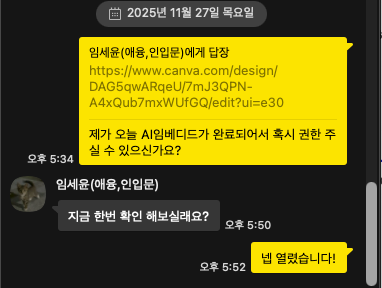 2025년 11월 27일 목요일
임세윤(애융,인입문)에게 답장
https://www.canva.com/design/
DAG5qwARqeU/7mJ3QPN-
A4xQub7mxWUfGQ/edit?ui=e30
제가 오늘 AI임베디드가 완료되어서 혹시 권한 주
실 수 있으신가요?
오후 5:34
임세윤(애융,인입문)
지금 한번 확인 해보실래요?
오후 5:50
넵 열렸습니다!
오후 5:52